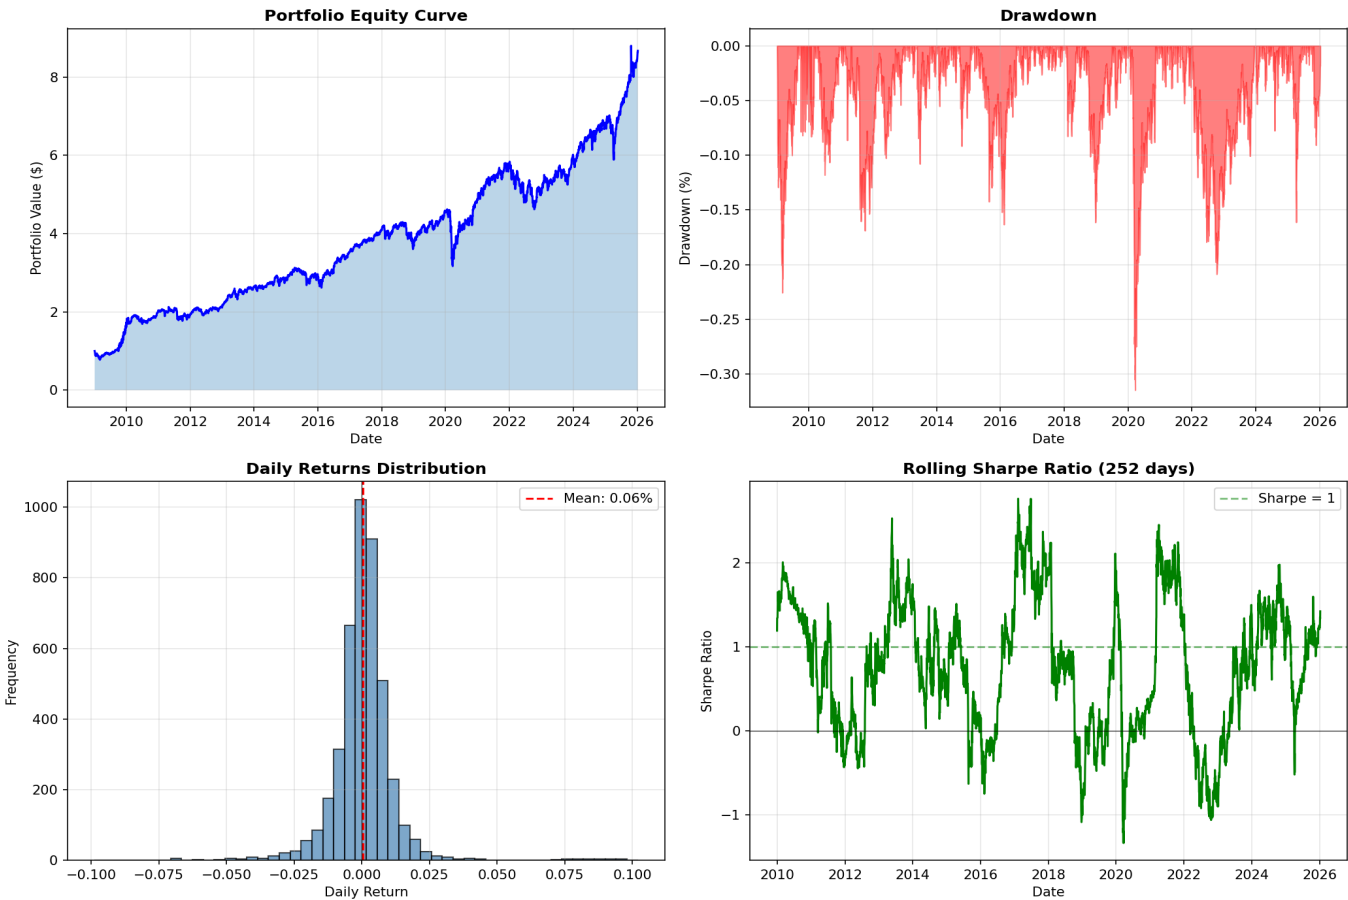 Portfolio Equity Curve
Portfolio Value ($)
8
6
4
2
0
2010 2012 2014 2016 2018 2020 2022 2024 2026
Date
Drawdown
Drawdown (%)
0.00
−0.05
−0.10
−0.15
−0.20
−0.25
−0.30
2010 2012 2014 2016 2018 2020 2022 2024 2026
Date
Daily Returns Distribution
Mean: 0.06%
Frequency
1000
800
600
400
200
0
−0.100 −0.075 −0.050 −0.025 0.000 0.025 0.050 0.075 0.100
Daily Return
Rolling Sharpe Ratio (252 days)
Sharpe = 1
Sharpe Ratio
2
1
0
−1
2010 2012 2014 2016 2018 2020 2022 2024 2026
Date